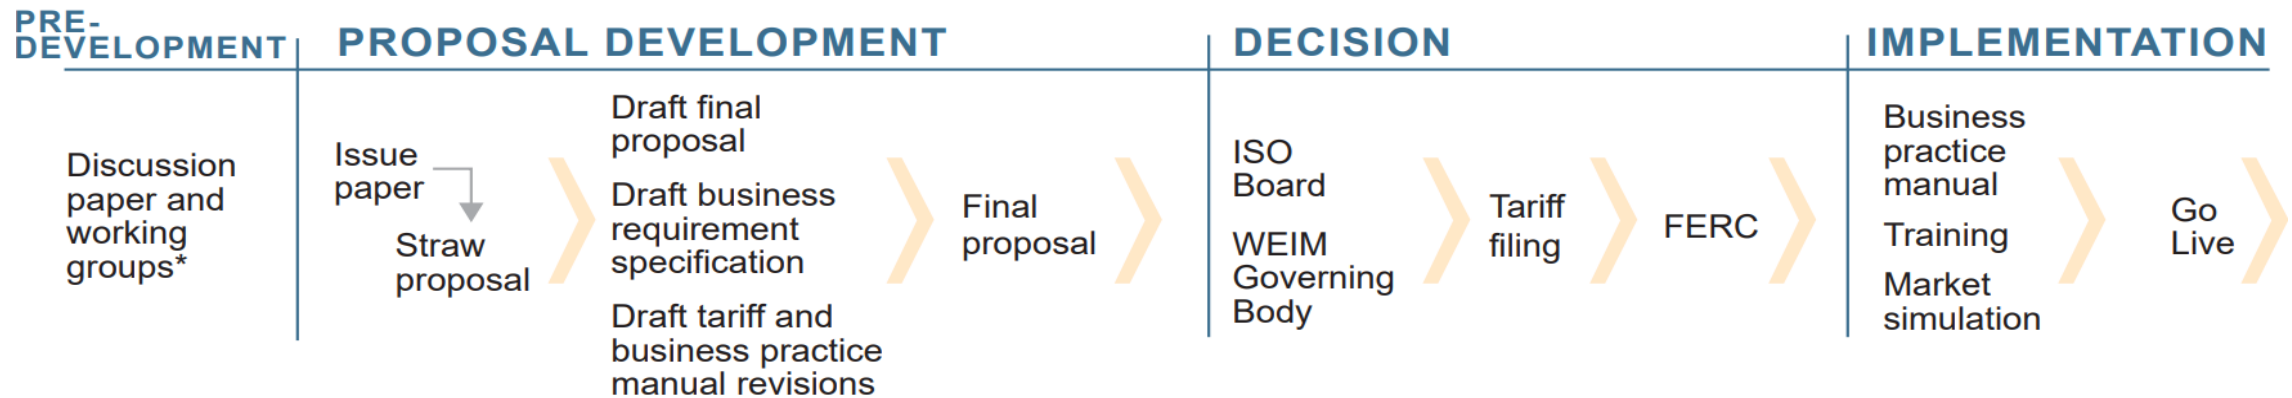 PRE-
DEVELOPMENT
PROPOSAL DEVELOPMENT
DECISION
IMPLEMENTATION
Discussion
paper and
working
groups*
Issue
paper
Straw
proposal
Draft final
proposal
Draft business
requirement
specification
Draft tariff and
business practice
manual revisions
Final
proposal
ISO
Board
WEIM
Governing
Body
Tariff
filing
FERC
Business
practice
manual
Training
Market
simulation
Go
Live